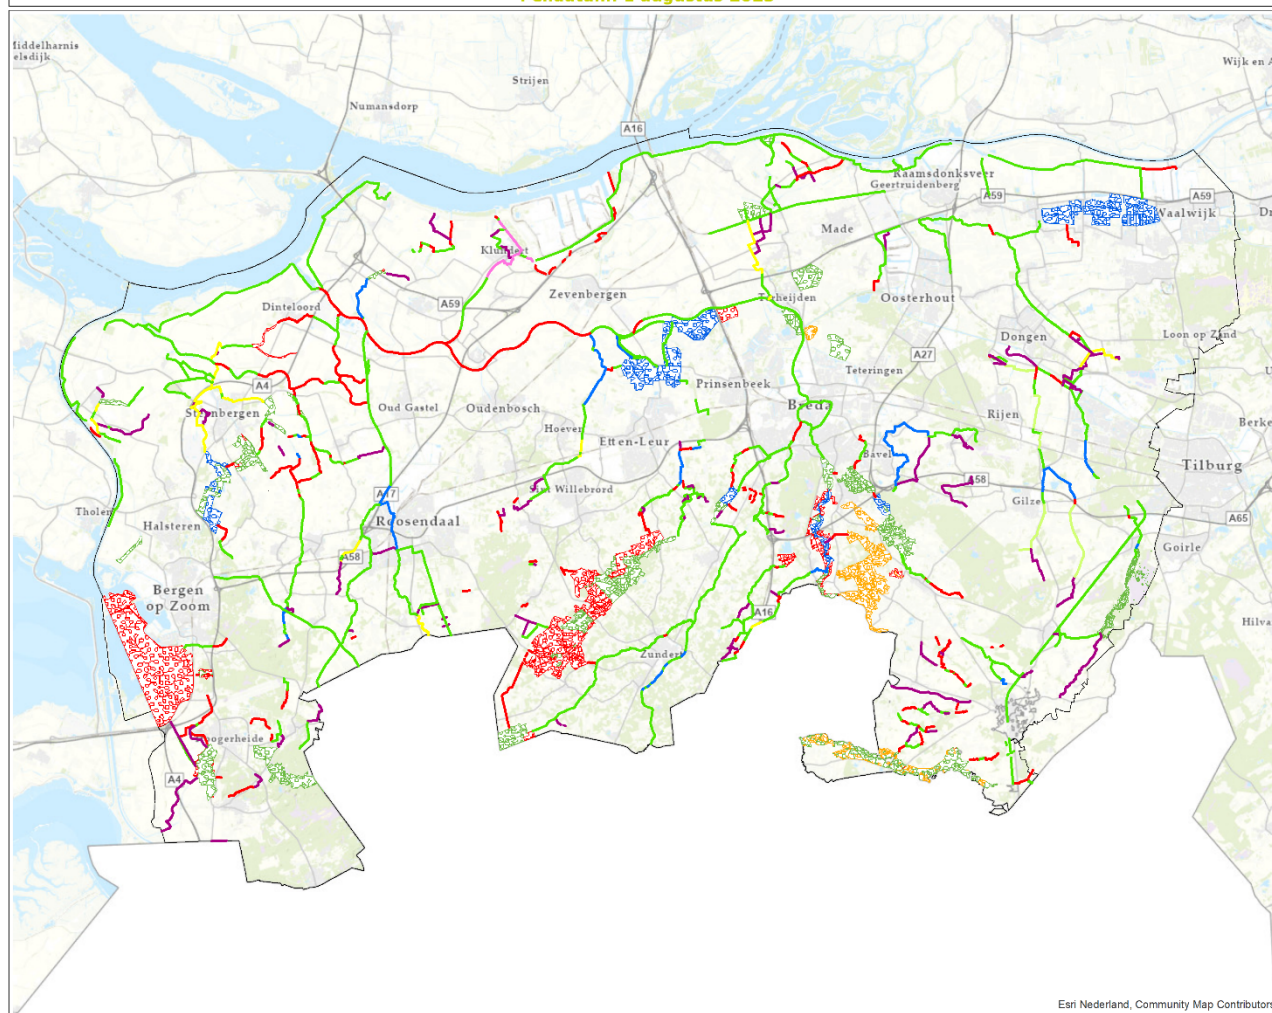 Middelharnis
elsdijk
Strijen
Wijk en A
Numansdorp
A16
Raamsdonksveer
Geertruidenberg
A59
A59
Waalwijk
Made
Klundert
Zevenbergen
A59
Dinteloord
Terheijden
Oosterhout
Dongen
Loon op Zand
A27
Teteringen
A4
Prinsenbeek
Steenbergen
Oud Gastel
Oudenbosch
Breda
Rijen
Hoeven
Etten-Leur
Bavel
Tilburg
A58
Sint Willebrord
A17
Gilze
Tholen
Halsteren
Roosendaal
A65
Goirle
A58
Bergen
op Zoom
A16
Hilva
Zundert
Hoogerheide
A4
Esri Nederland, Community Map Contributors